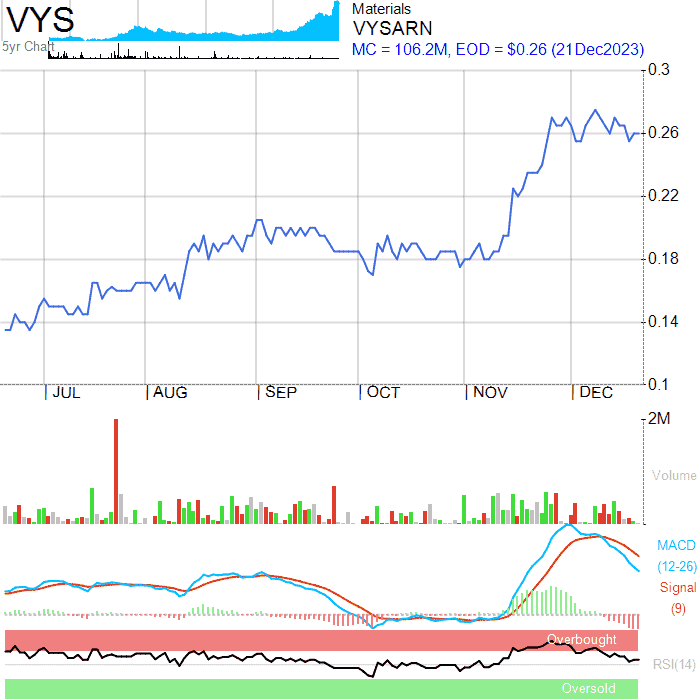 VYS
5yr Chart
Materials
VYSARN
MC = 106.2M, EOD = $0.26 (21Dec2023)
0.3
0.26
0.22
0.18
0.14
0.1
JUL AUG SEP OCT NOV DEC
2M
Volume
MACD
(12-26)
Signal
(9)
Overbought
RSI(14)
Oversold